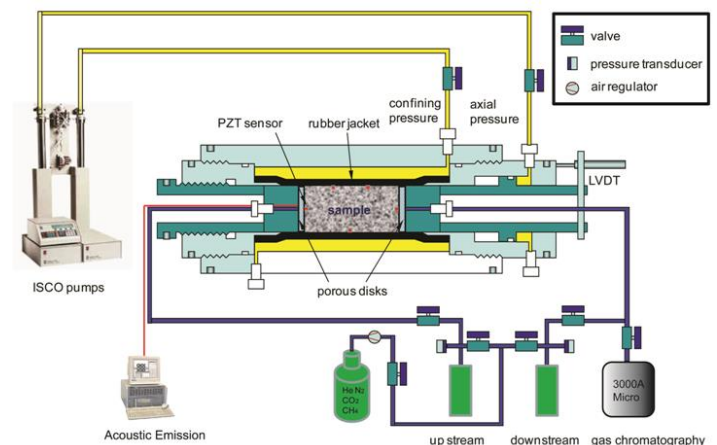 valve
pressure transducer
air regulator
confining
pressure
axial
pressure
PZT sensor
rubber jacket
LVDT
sample
ISCO pumps
porous disks
He N2
CO2
CH4
3000A
Micro
Acoustic Emission
up stream
downstream
gas chromatography